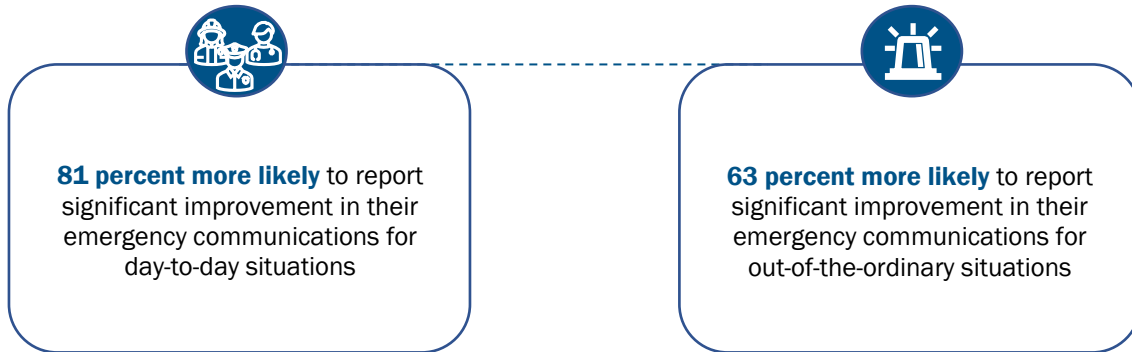 81 percent more likely to report
significant improvement in their
emergency communications for
day-to-day situations
63 percent more likely to report
significant improvement in their
emergency communications for
out-of-the-ordinary situations